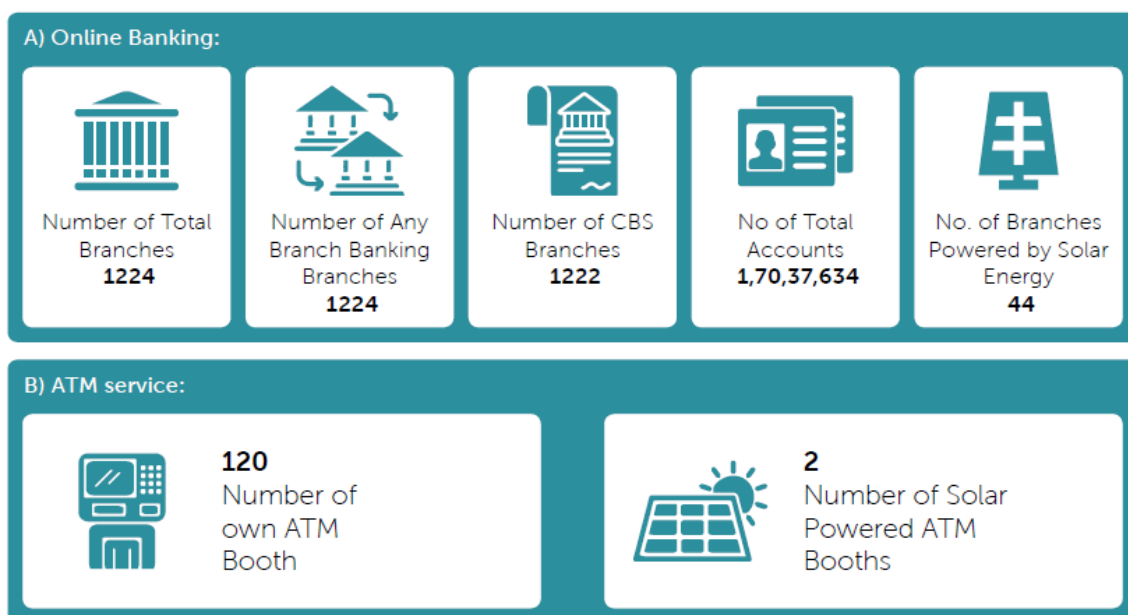 A) Online Banking:
Number of Total
Branches
1224
Number of Any
Branch Banking
Branches
1224
Number of CBS
Branches
1222
No of Total
Accounts
1,70,37,634
No. of Branches
Powered by Solar
Energy
44
B) ATM service:
120
Number of
own ATM
Booth
2
Number of Solar
Powered ATM
Booths